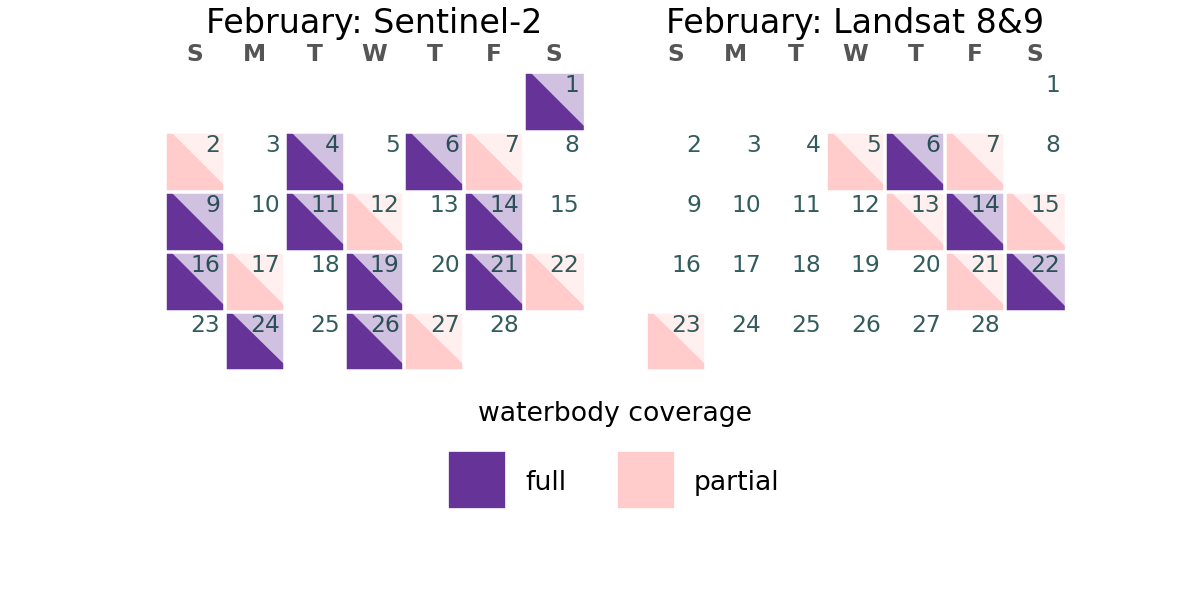 February: Sentinel-2
S M T W T F S
1
2 3 4 5 6 7 8
9 10 11 12 13 14 15
16 17 18 19 20 21 22
23 24 25 26 27 28
February: Landsat 8&9
S M T W T F S
1
2 3 4 5 6 7 8
9 10 11 12 13 14 15
16 17 18 19 20 21 22
23 24 25 26 27 28
waterbody coverage
full partial